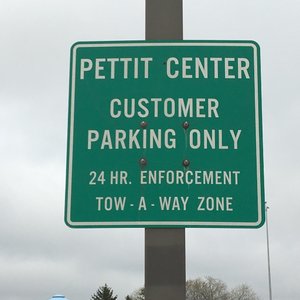 PETTIT CENTER
CUSTOMER
PARKING ONLY
24 HR. ENFORCEMENT
TOW - A - WAY ZONE